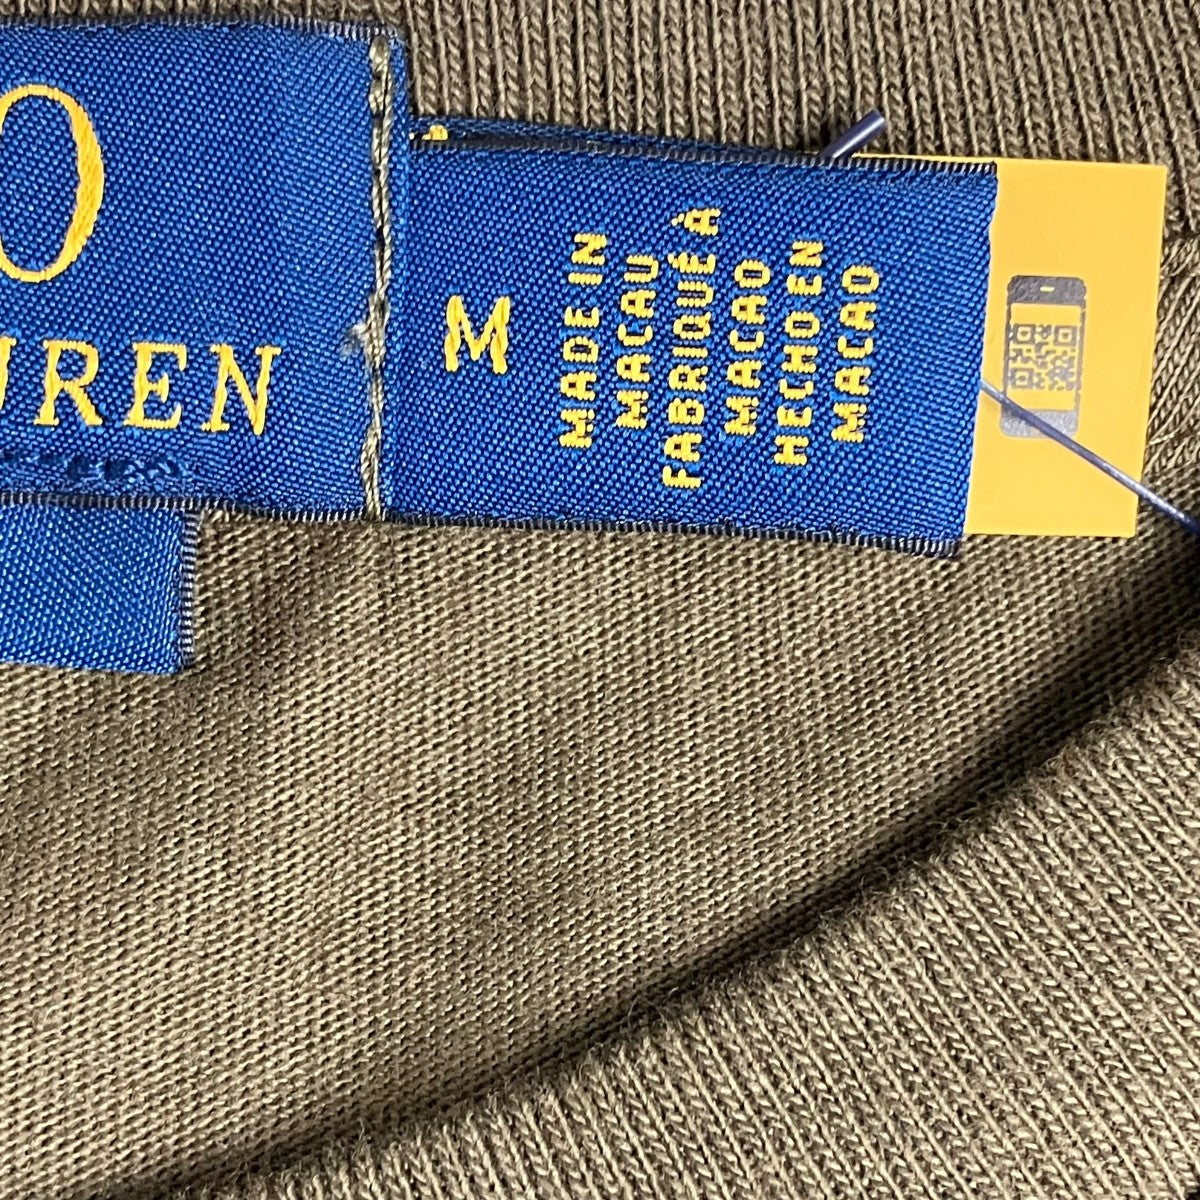 O
UREN
M
MADE IN
MACAU
FABRIQUÉ À
MACAO
HECHO EN
MACAO